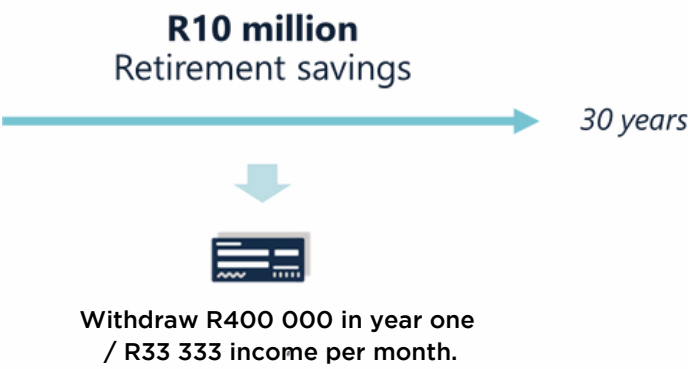 R10 million
Retirement savings
30 years
Withdraw R400 000 in year one
/ R33 333 income per month.